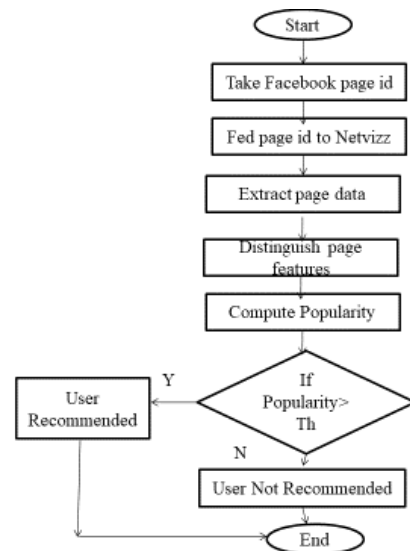 Start
Take Facebook page id
Fed page id to Netvizz
Extract page data
Distinguish page
features
Compute Popularity
If
Popularity>
Th
Y
User
Recommended
N
User Not Recommended
End